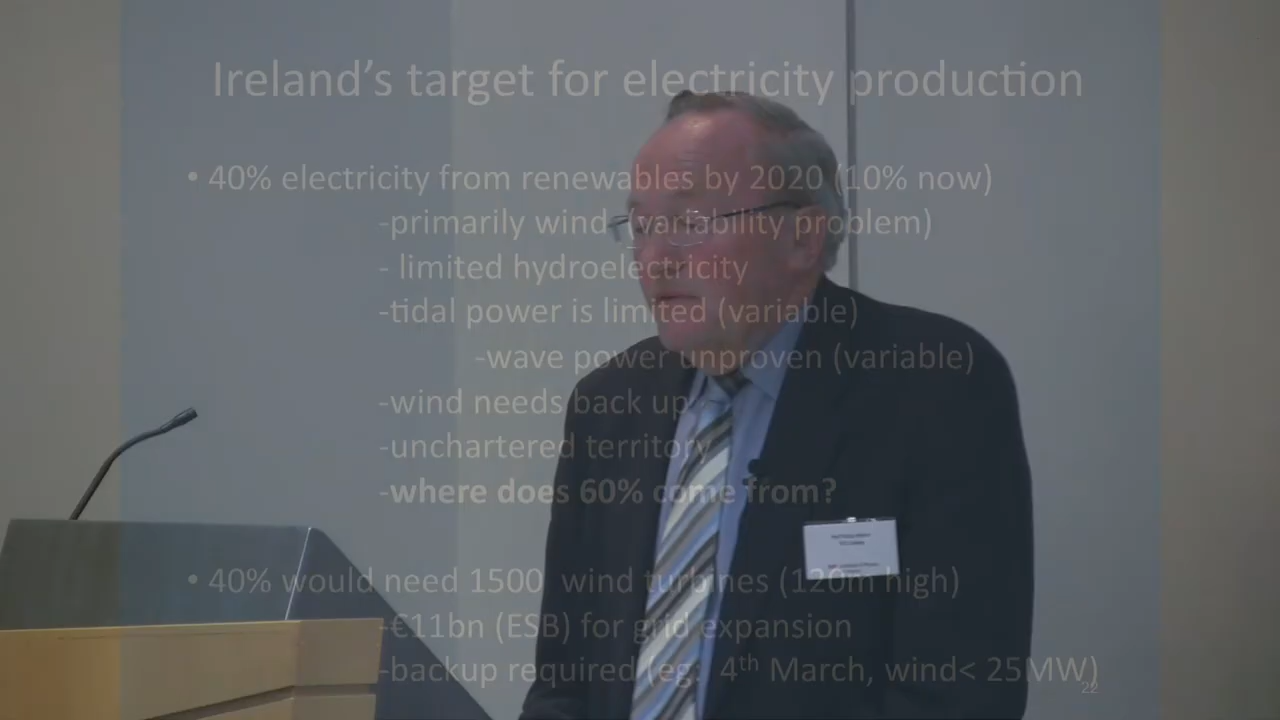 Ireland's target for electricity production
• 40% electricity from renewables by 2020 (10% now)
-primarily wind (variability problem)
- limited hydroelectricity
-tidal power is limited (variable)
-wave power unproven (variable)
-wind needs back up
-unchartered territory
-where does 60% come from?
• 40% would need 1500 wind turbines (120m high)
-€11bn (ESB) for grid expansion
-backup required (eg: 4th March, wind< 25MW)
22